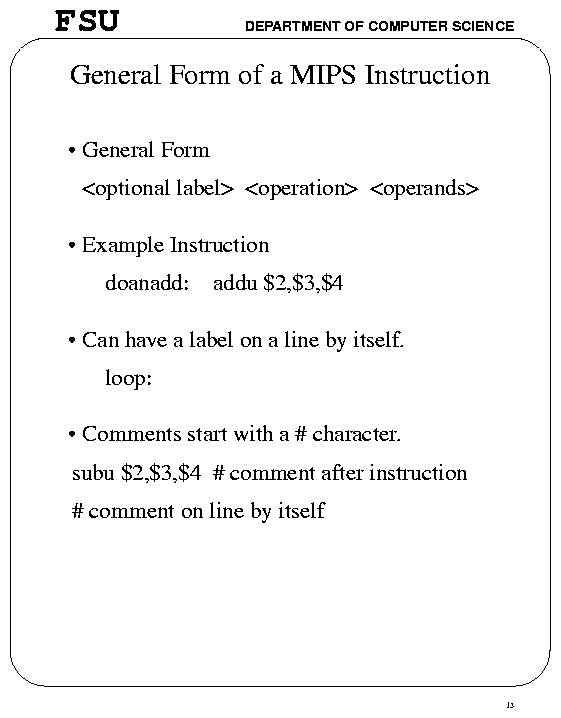 FSU DEPARTMENT OF COMPUTER SCIENCE
General Form of a MIPS Instruction
• General Form
<optional label> <operation> <operands>
• Example Instruction
doanadd: addu $2,$3,$4
• Can have a label on a line by itself.
loop:
• Comments start with a # character.
subu $2,$3,$4 # comment after instruction
# comment on line by itself
13